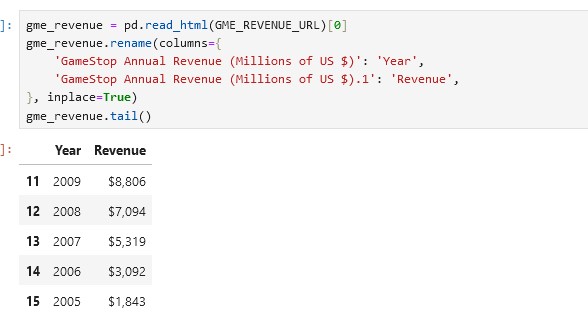 ]: gme_revenue = pd.read_html(GME_REVENUE_URL)[0]
gme_revenue.rename(columns={
'GameStop Annual Revenue (Millions of US $)': 'Year',
'GameStop Annual Revenue (Millions of US $).1': 'Revenue',
}, inplace=True)
gme_revenue.tail()
]:
Year Revenue
11 2009 $8,806
12 2008 $7,094
13 2007 $5,319
14 2006 $3,092
15 2005 $1,843